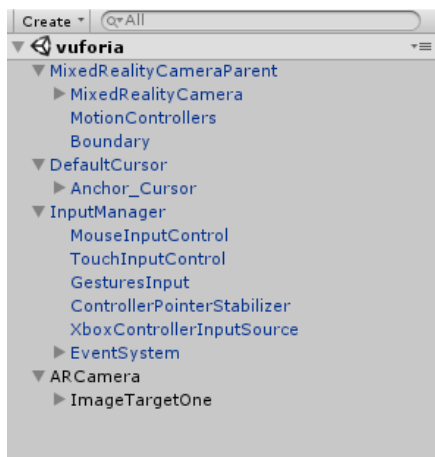 Create All
vuforia
MixedRealityCameraParent
MixedRealityCamera
MotionControllers
Boundary
DefaultCursor
Anchor_Cursor
InputManager
MouseInputControl
TouchInputControl
GesturesInput
ControllerPointerStabilizer
XboxControllerInputSource
EventSystem
ARCamera
ImageTargetOne